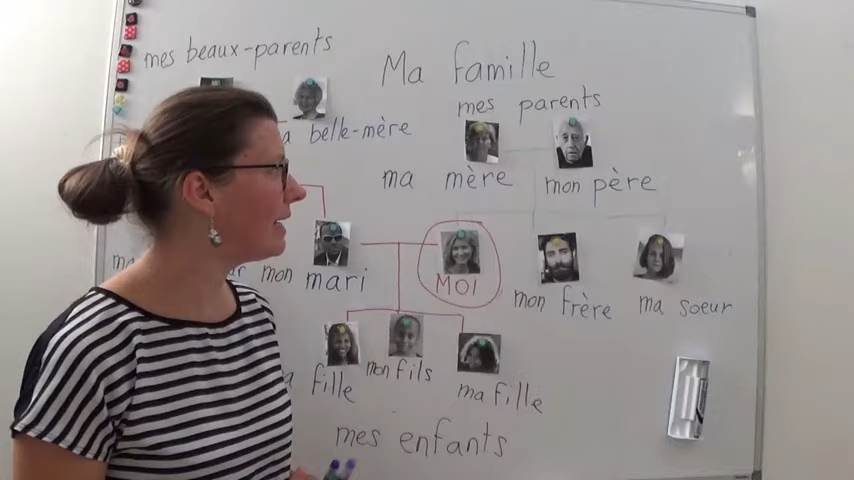 mes beaux-parents
Ma famille
mes parents
belle-mère
ma mère
mon père
mon mari
MOI
mon frère
ma soeur
fille
mon fils
ma fille
mes enfants